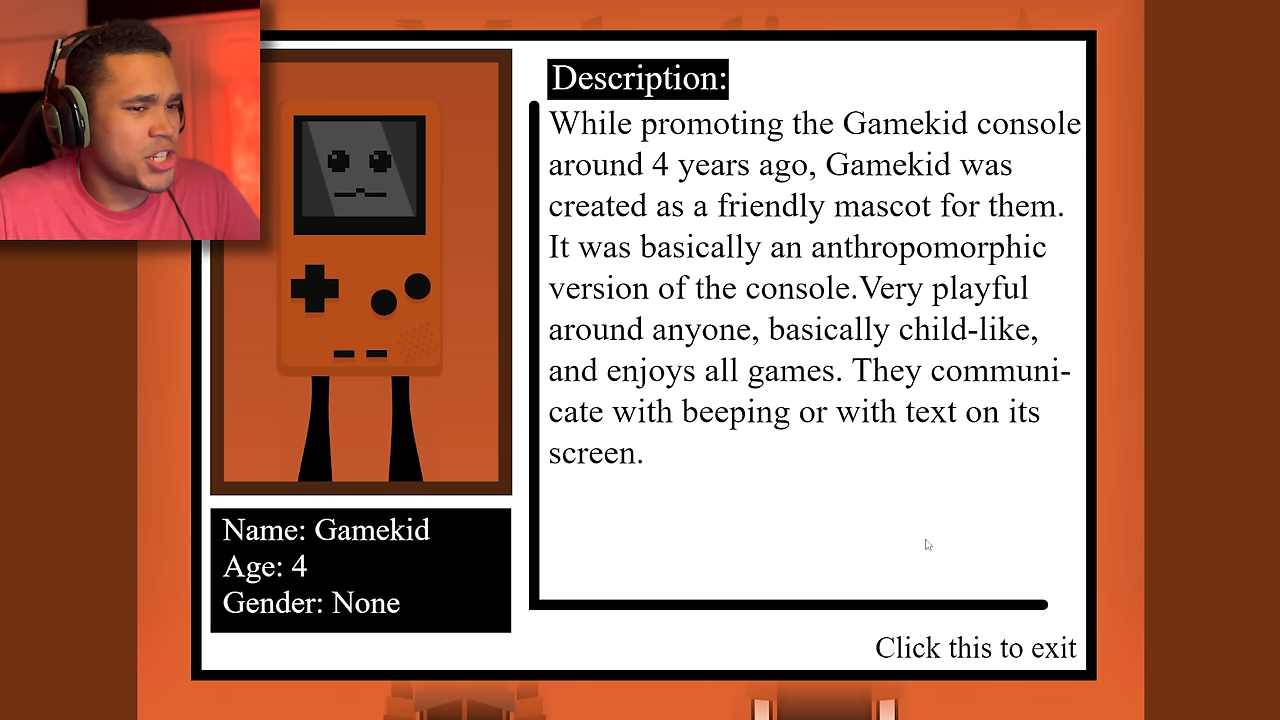 Description:
While promoting the Gamekid console
around 4 years ago, Gamekid was
created as a friendly mascot for them.
It was basically an anthropomorphic
version of the console.Very playful
around anyone, basically child-like,
and enjoys all games. They communi-
cate with beeping or with text on its
screen.
Name: Gamekid
Age: 4
Gender: None
Click this to exit